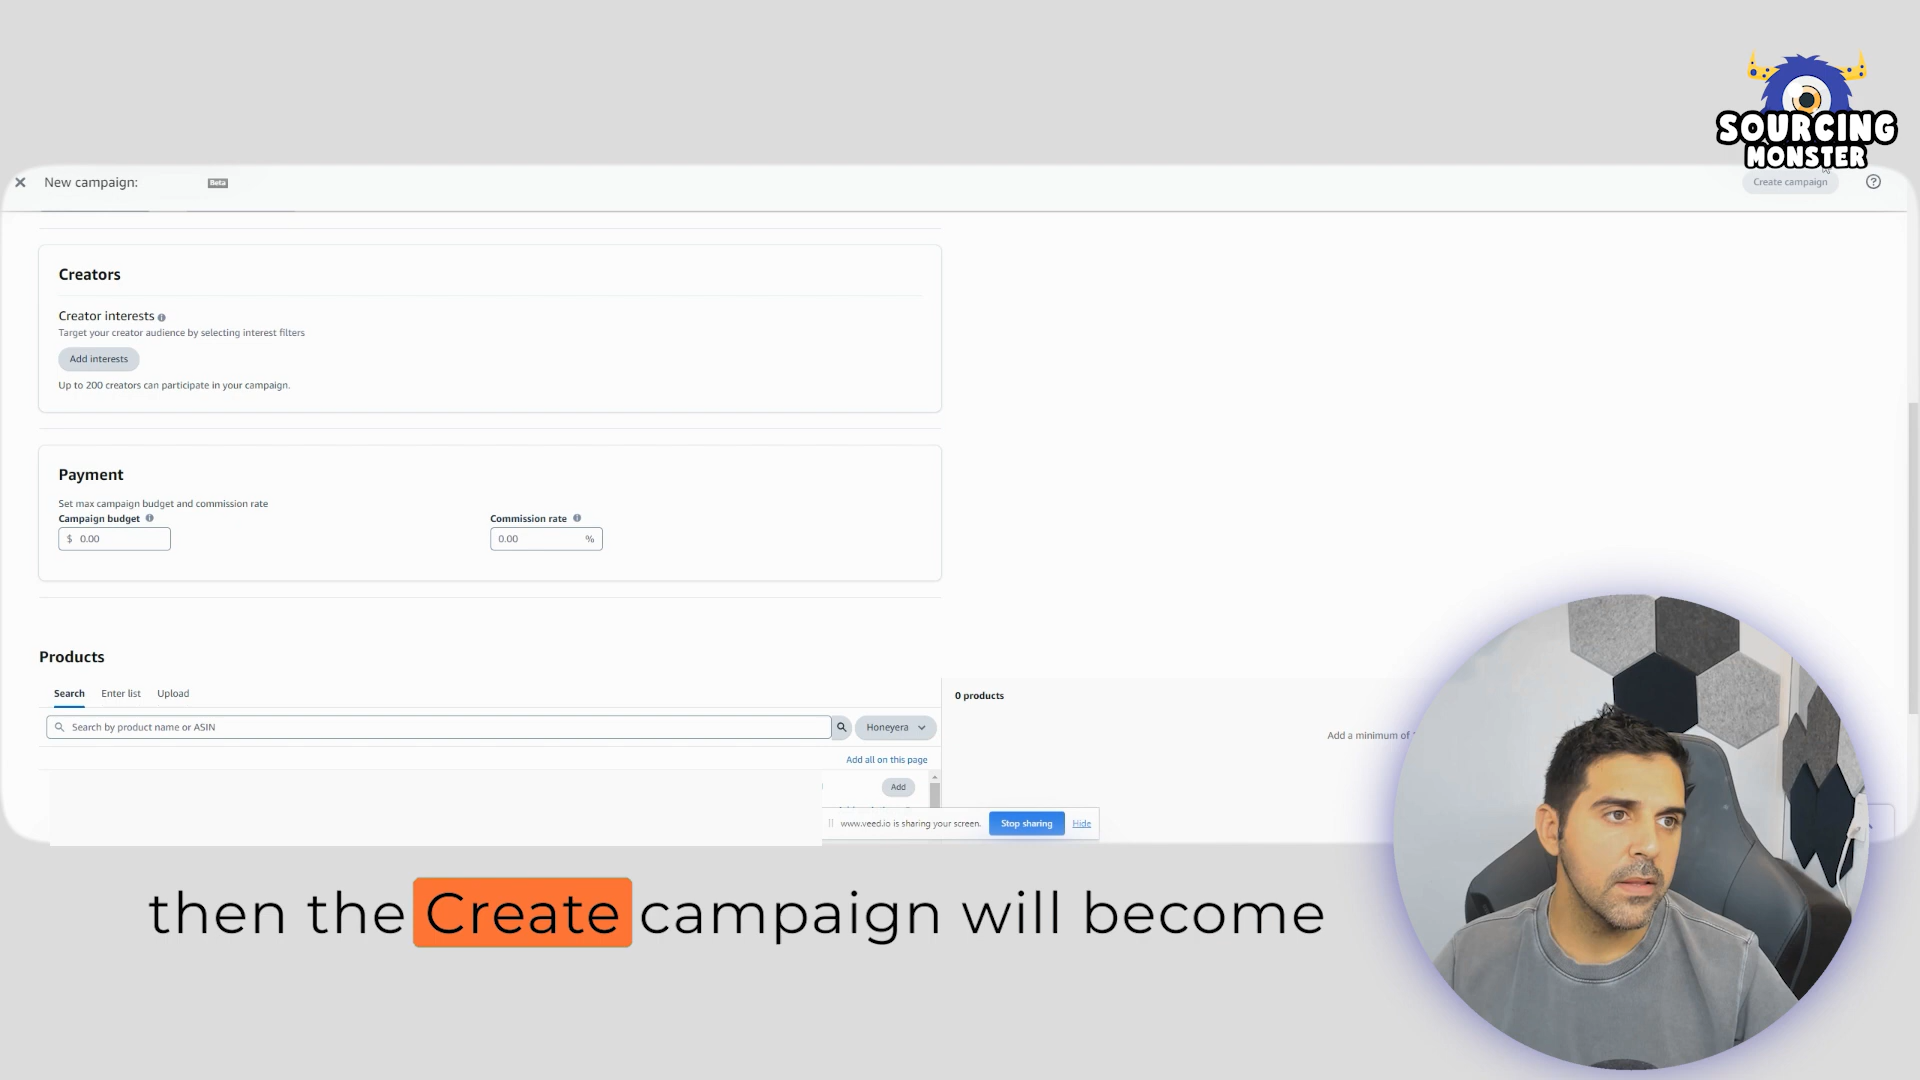 SOURCING
MONSTER
New campaign:
Beta
Create campaign
Creators
Creator interests
Target your creator audience by selecting interest filters
Add interests
Up to 200 creators can participate in your campaign.
Payment
Set max campaign budget and commission rate
Campaign budget
Commission rate
$ 0.00
0.00 %
Products
Search Enter list Upload
0 products
Search by product name or ASIN
Honeyera
Add a minimum of
Add all on this page
Add
www.veed.io is sharing your screen.
Stop sharing
Hide
then the Create campaign will become